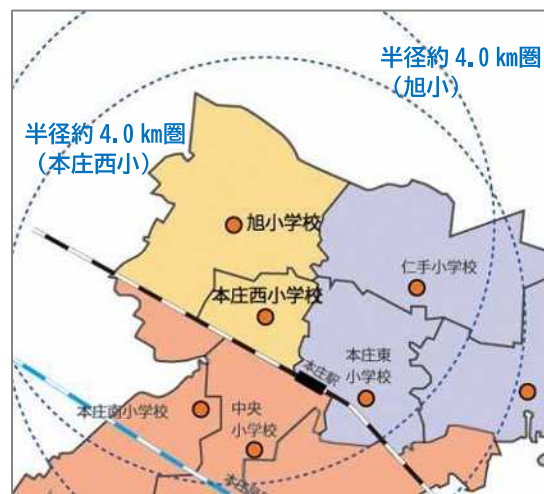 半径約 4.0 km圏
(旭小)
半径約 4.0 km圏
(本庄西小)
旭小学校
仁手小学校
本庄西小学校
本庄東
小学校
本庄駅
本庄南小学校
中央
小学校